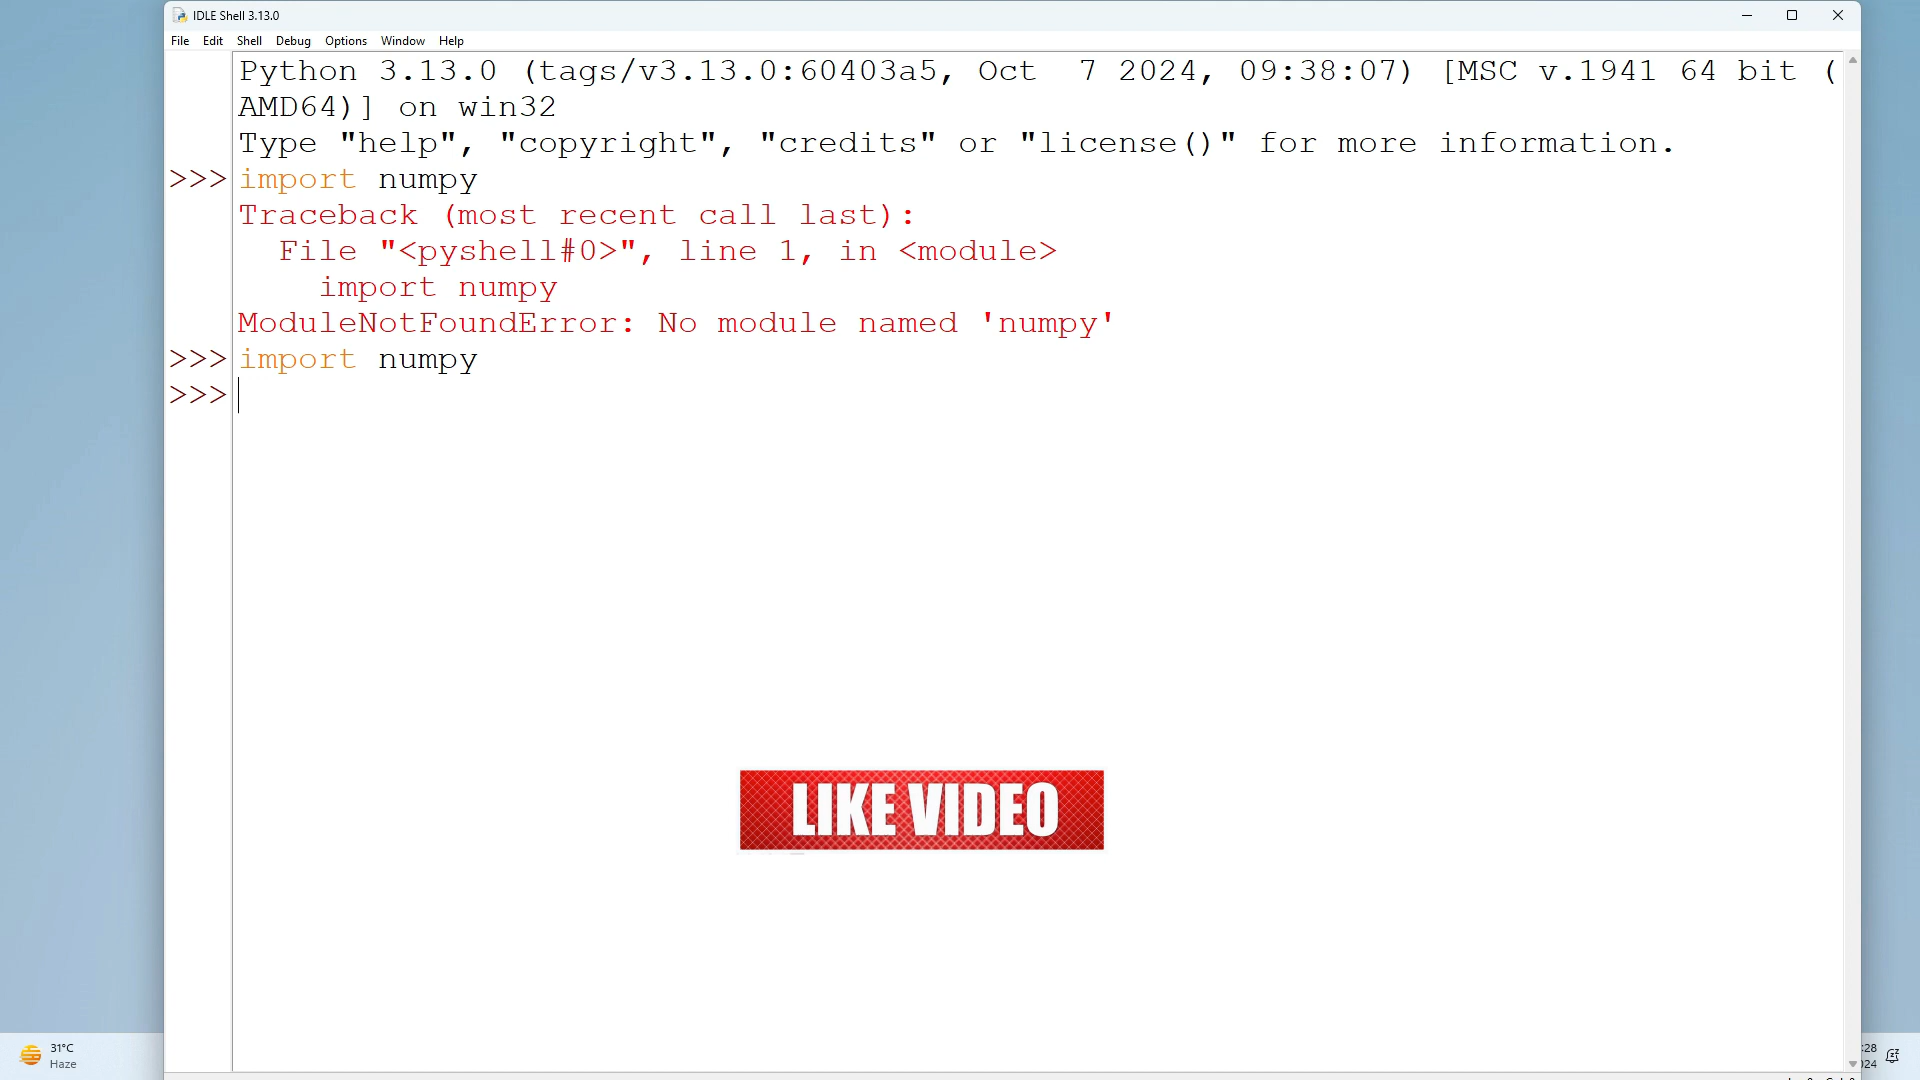 IDLE Shell 3.13.0
File Edit Shell Debug Options Window Help
Python 3.13.0 (tags/v3.13.0:60403a5, Oct  7 2024, 09:38:07) [MSC v.1941 64 bit (
AMD64)] on win32
Type "help", "copyright", "credits" or "license()" for more information.
>>> import numpy
Traceback (most recent call last):
  File "<pyshell#0>", line 1, in <module>
    import numpy
ModuleNotFoundError: No module named 'numpy'
>>> import numpy
>>>
LIKE VIDEO
31°C
Haze
:28
024